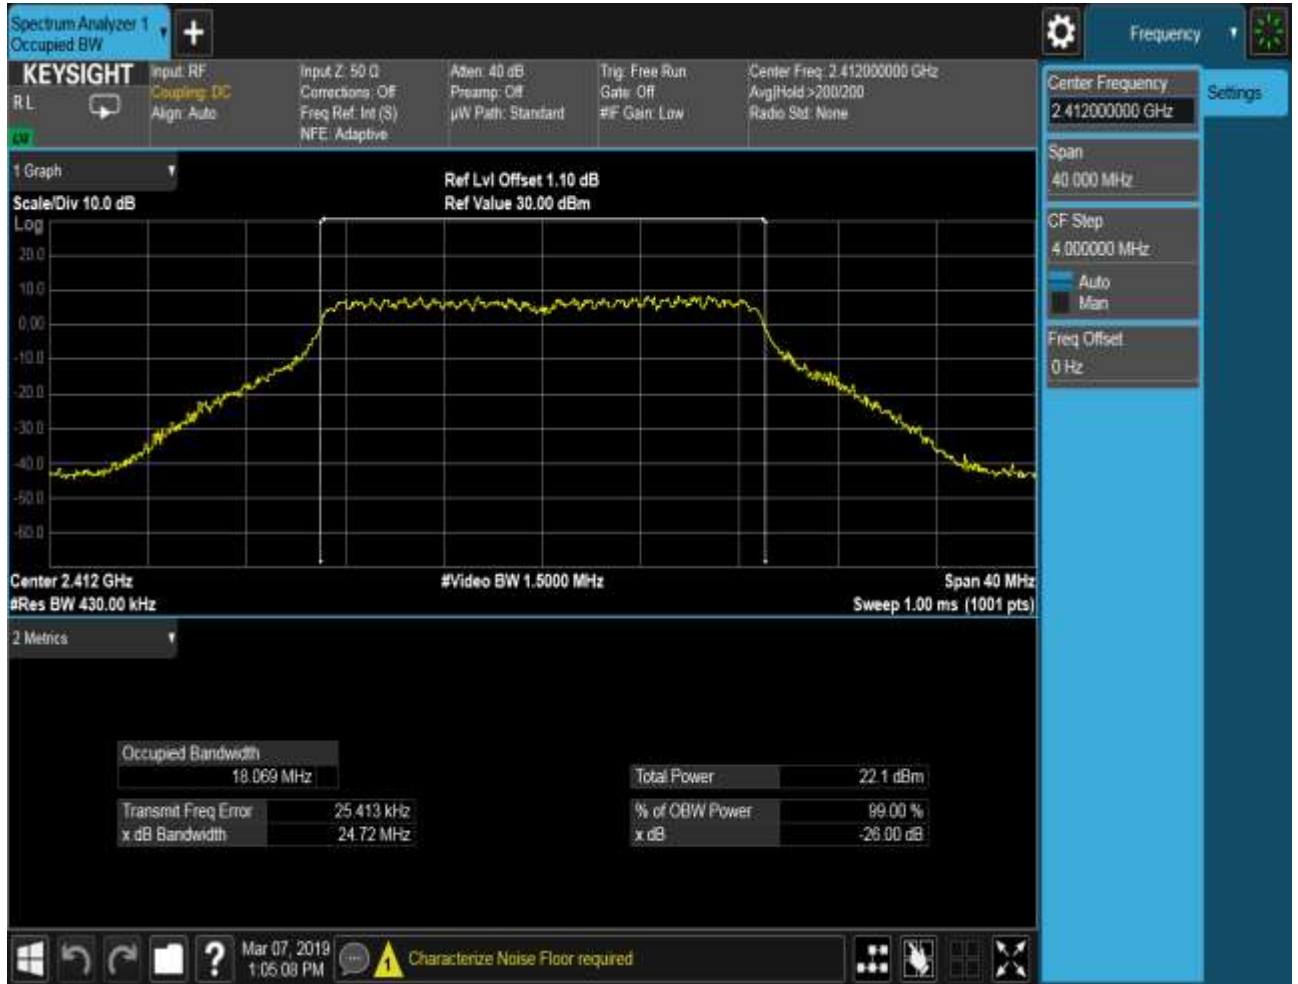 Spectrum Analyzer 1
Occupied BW
Frequency
KEYSIGHT
R L
Input: RF
Coupling: DC
Align: Auto
Input Z: 50 Ω
Corrections: Off
Freq Ref: Int (S)
NFE: Adaptive
Atten: 40 dB
Preamp: Off
µW Path: Standard
Trig: Free Run
Gate: Off
#IF Gain: Low
Center Freq: 2.412000000 GHz
Avg|Hold:>200/200
Radio Std: None
Center Frequency
2.412000000 GHz
Settings
Span
40.000 MHz
CF Step
4.000000 MHz
Auto
Man
Freq Offset
0 Hz
1 Graph
Scale/Div 10.0 dB
Ref Lvl Offset 1.10 dB
Ref Value 30.00 dBm
Log
20.0
10.0
0.00
-10.0
-20.0
-30.0
-40.0
-50.0
-60.0
Center 2.412 GHz
#Video BW 1.5000 MHz
Span 40 MHz
#Res BW 430.00 kHz
Sweep 1.00 ms (1001 pts)
2 Metrics
Occupied Bandwidth
18.069 MHz
Total Power 22.1 dBm
Transmit Freq Error 25.413 kHz
% of OBW Power 99.00 %
x dB Bandwidth 24.72 MHz
x dB -26.00 dB
?
Mar 07, 2019
1:05:08 PM
1
Characterize Noise Floor required